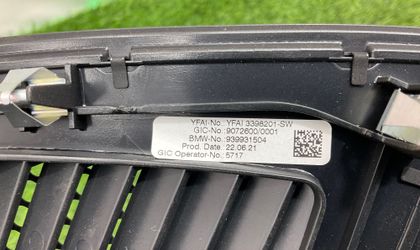 YFAI-No.: YFAI 3398201-SW
GIC-No.: 9072600/0001
BMW-No.: 939931504
Prod. Date: 22.06.21
GIC Operator-No.: 5717